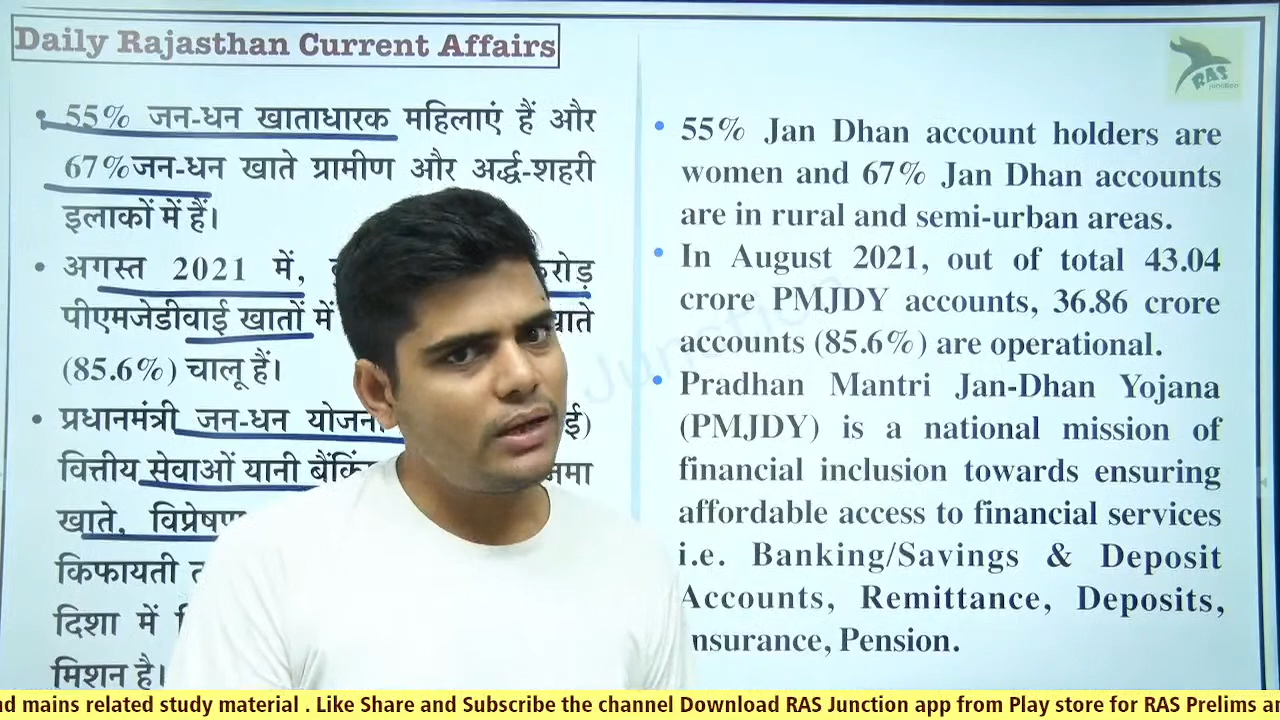 Daily Rajasthan Current Affairs
RAS
Junction
• 55% जन-धन खाताधारक महिलाएं हैं और
67%जन-धन खाते ग्रामीण और अर्द्ध-शहरी
इलाकों में हैं।
• अगस्त 2021 में,
पीएमजेडीवाई खातों में
(85.6%) चालू हैं।
• प्रधानमंत्री जन-धन
वित्तीय सेवाओं यानी
खाते,
किफायती
दिशा में
मिशन है।
• 55% Jan Dhan account holders are
women and 67% Jan Dhan accounts
are in rural and semi-urban areas.
• In August 2021, out of total 43.04
crore PMJDY accounts, 36.86 crore
accounts (85.6%) are operational.
• Pradhan Mantri Jan-Dhan Yojana
(PMJDY) is a national mission of
financial inclusion towards ensuring
affordable access to financial services
i.e. Banking/Savings & Deposit
Accounts, Remittance, Deposits,
nsurance, Pension.
Junction
mains related study material . Like Share and Subscribe the channel Download RAS Junction app from Play store for RAS Prelims